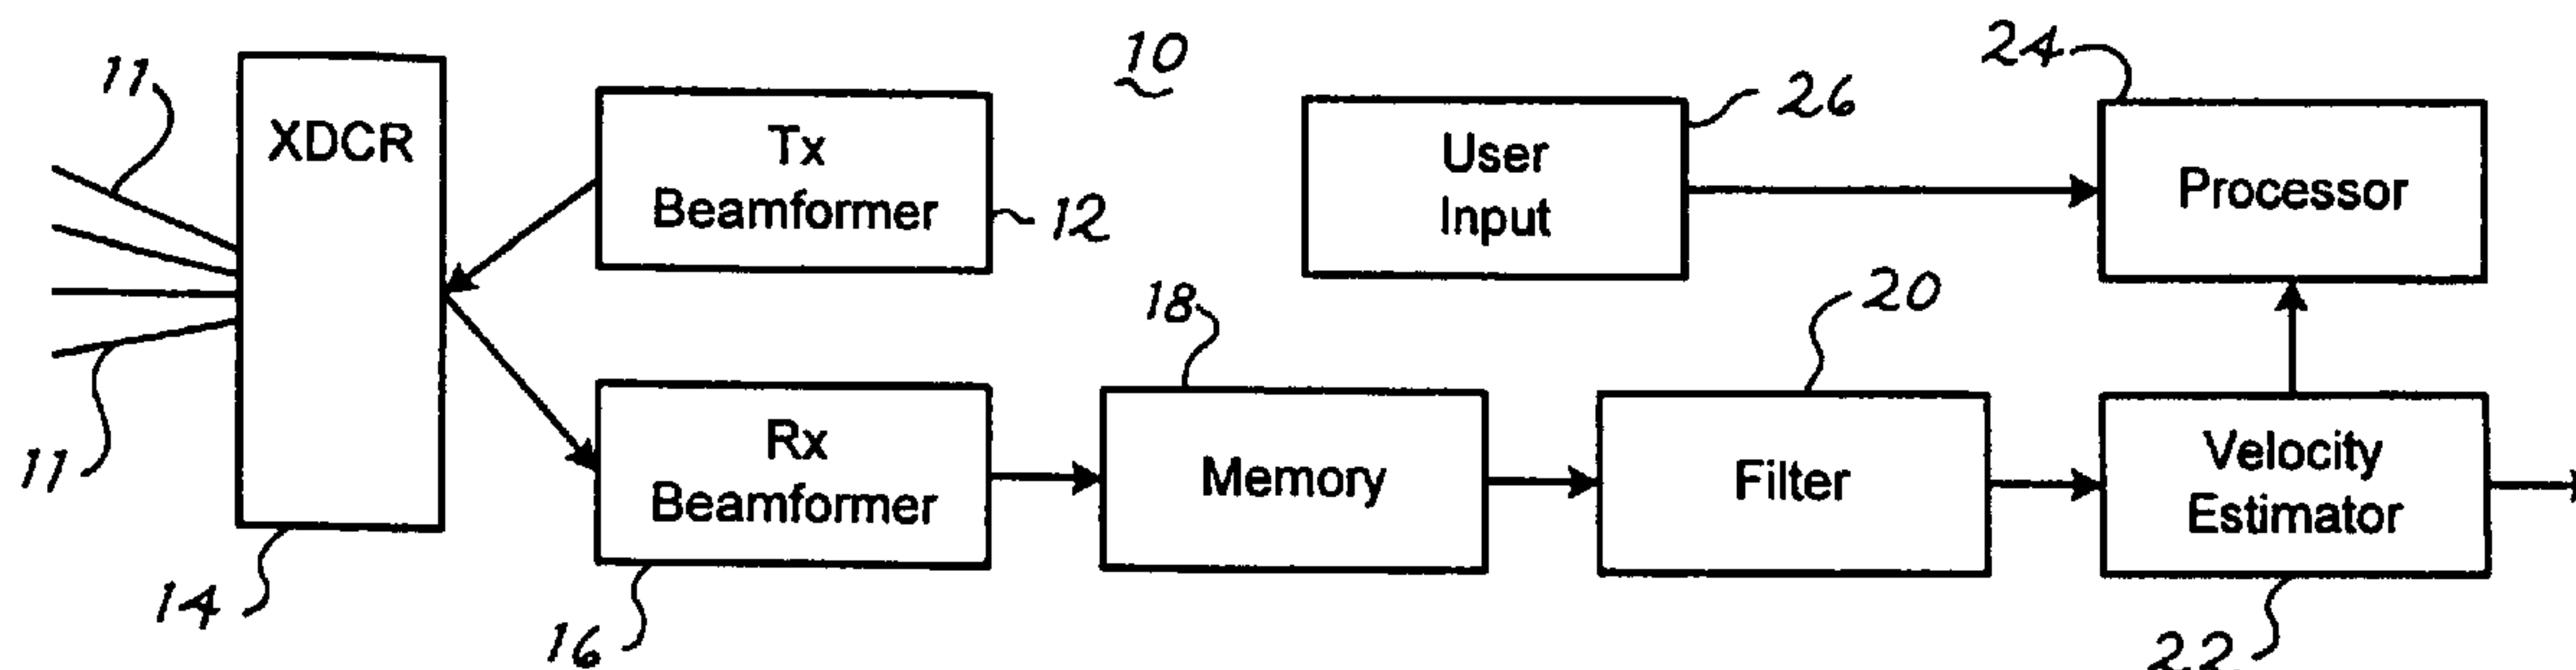 10
11
XDCR
Tx
Beamformer
12
User
Input
26
24
Processor
11
14
Rx
Beamformer
16
18
Memory
20
Filter
Velocity
Estimator
22